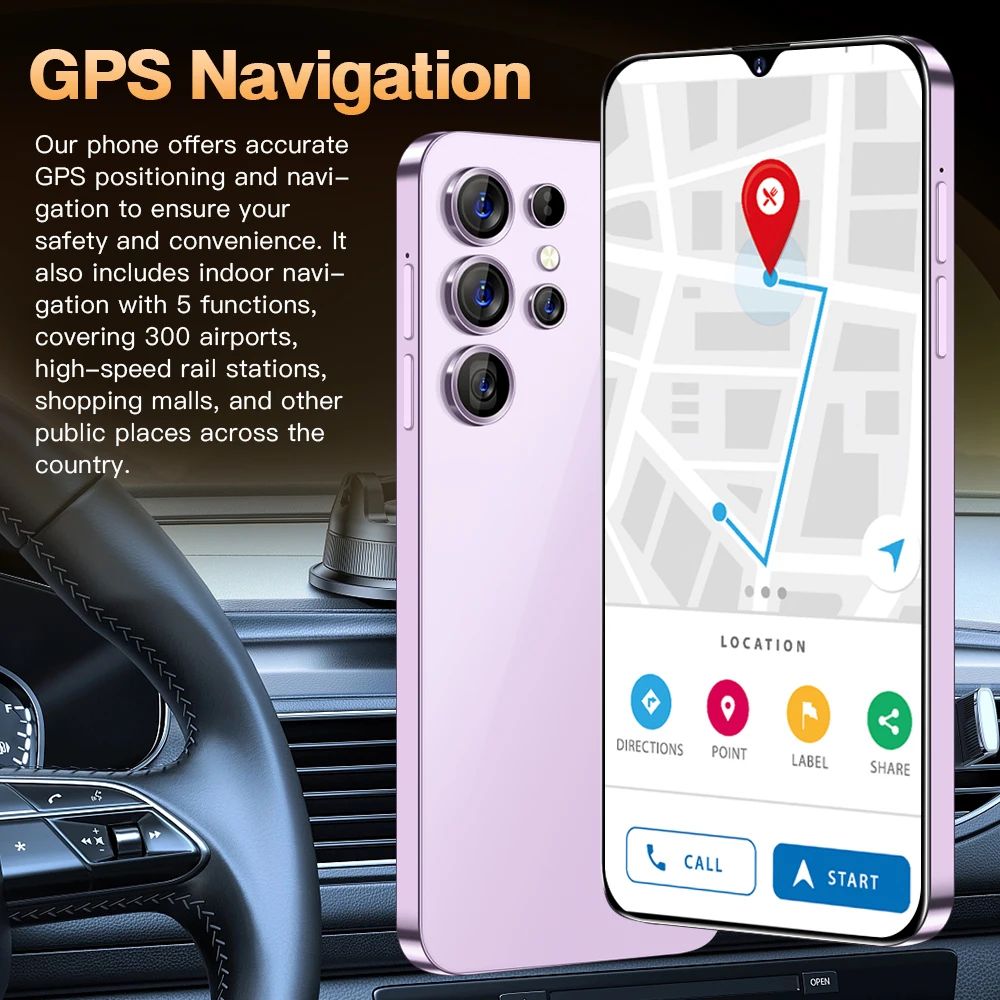 GPS Navigation
Our phone offers accurate
GPS positioning and navi–
gation to ensure your
safety and convenience. It
also includes indoor navi–
gation with 5 functions,
covering 300 airports,
high–speed rail stations,
shopping malls, and other
public places across the
country.
LOCATION
DIRECTIONS
POINT
LABEL
SHARE
CALL
START
OPEN